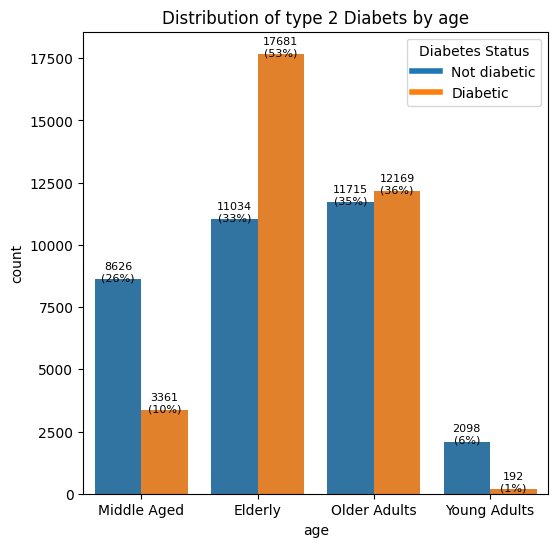 Distribution of type 2 Diabets by age
Diabetes Status
Not diabetic
Diabetic
count
17500
15000
12500
10000
7500
5000
2500
0
8626
(26%)
3361
(10%)
11034
(33%)
17681
(53%)
11715
(35%)
12169
(36%)
2098
(6%)
192
(1%)
Middle Aged
Elderly
Older Adults
Young Adults
age